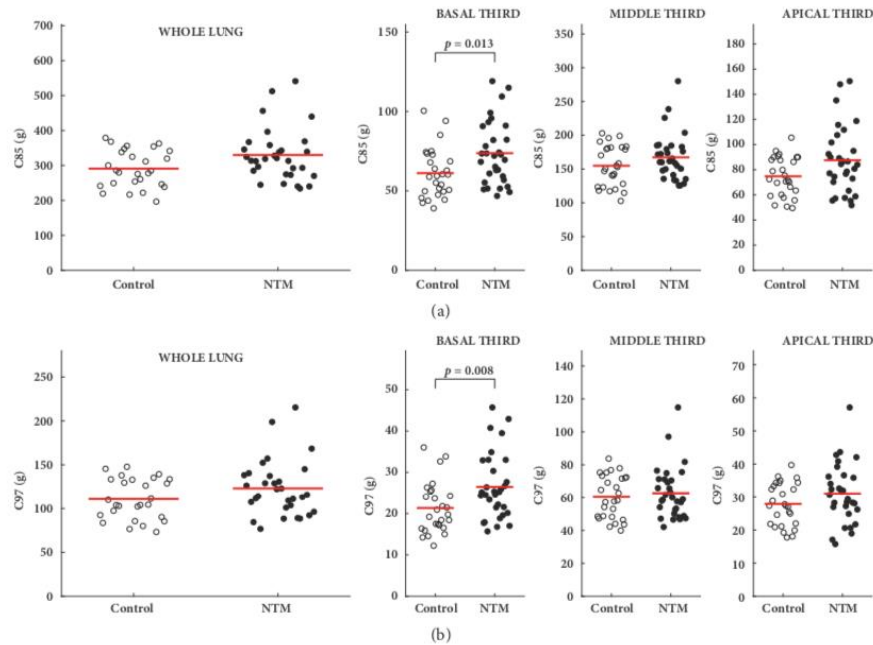 WHOLE LUNG
C85 (g)
700
600
500
400
300
200
100
0
Control NTM
BASAL THIRD
C85 (g)
150
100
50
0
p = 0.013
Control NTM
MIDDLE THIRD
C85 (g)
350
300
250
200
150
100
50
0
Control NTM
APICAL THIRD
C85 (g)
180
160
140
120
100
80
60
40
20
0
Control NTM
(a)
WHOLE LUNG
C97 (g)
250
200
150
100
50
0
Control NTM
BASAL THIRD
C97 (g)
50
40
30
20
10
0
p = 0.008
Control NTM
MIDDLE THIRD
C97 (g)
140
120
100
80
60
40
20
0
Control NTM
APICAL THIRD
C97 (g)
70
60
50
40
30
20
10
0
Control NTM
(b)